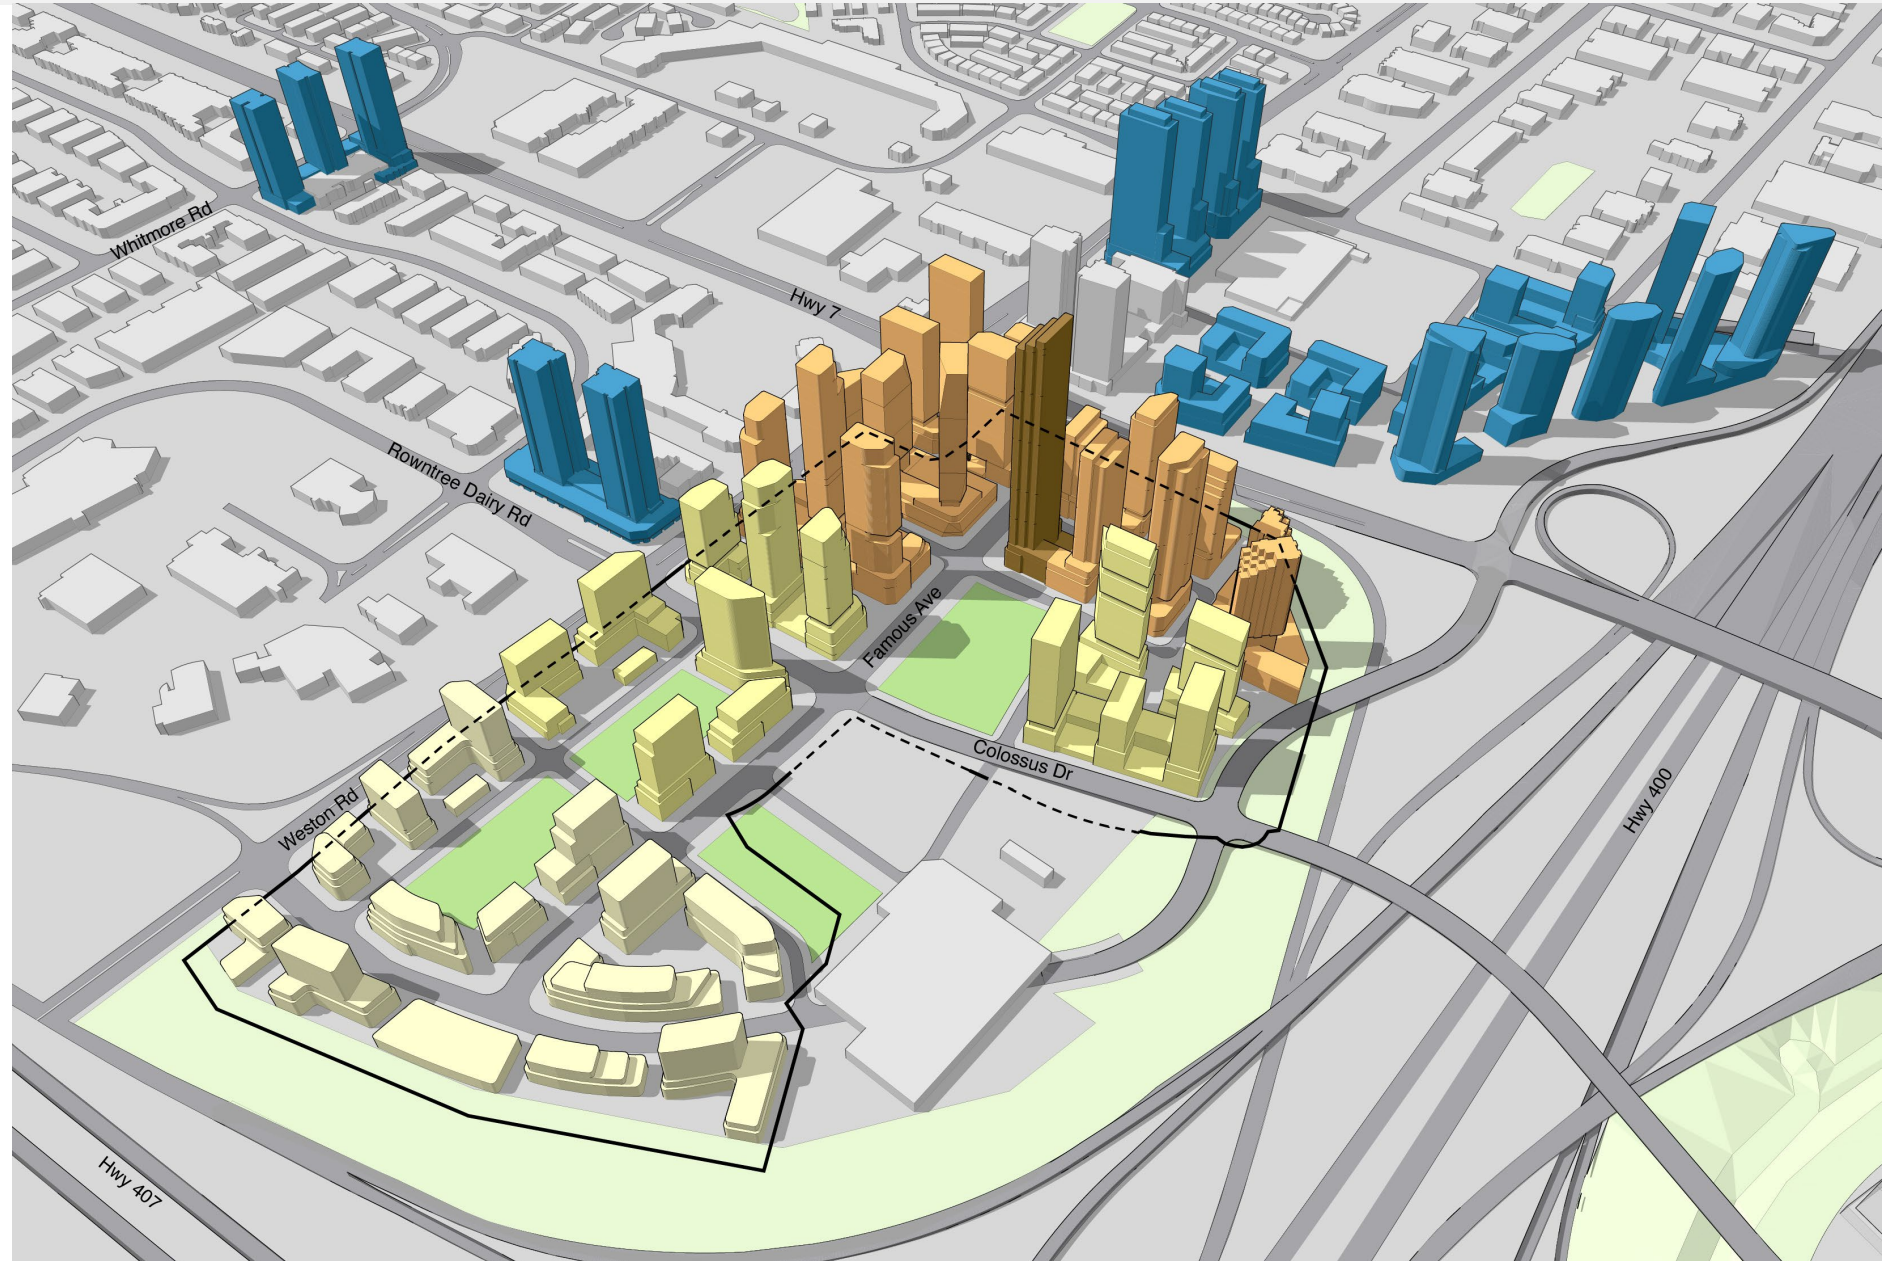 Whitmore Rd
Hwy 7
Rowntree Dairy Rd
Famous Ave
Colossus Dr
Weston Rd
Hwy 400
Hwy 407